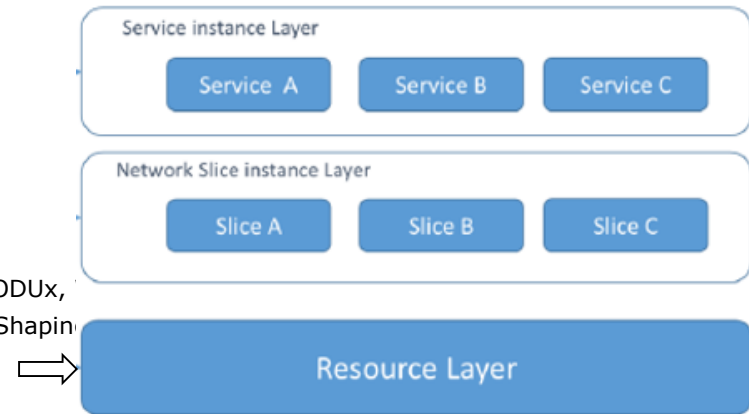 Service instance Layer
Service A
Service B
Service C
Network Slice instance Layer
Slice A
Slice B
Slice C
Resource Layer